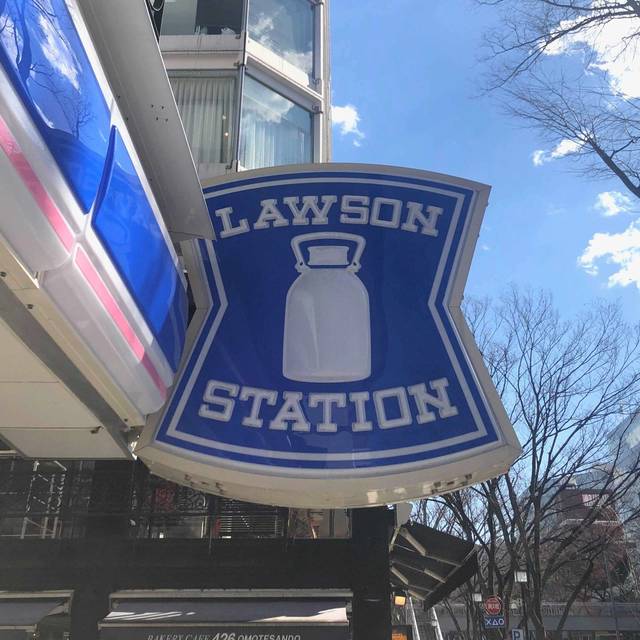 LAWSON
STATION
BAKERY CAFE 426 OMOTESANDO